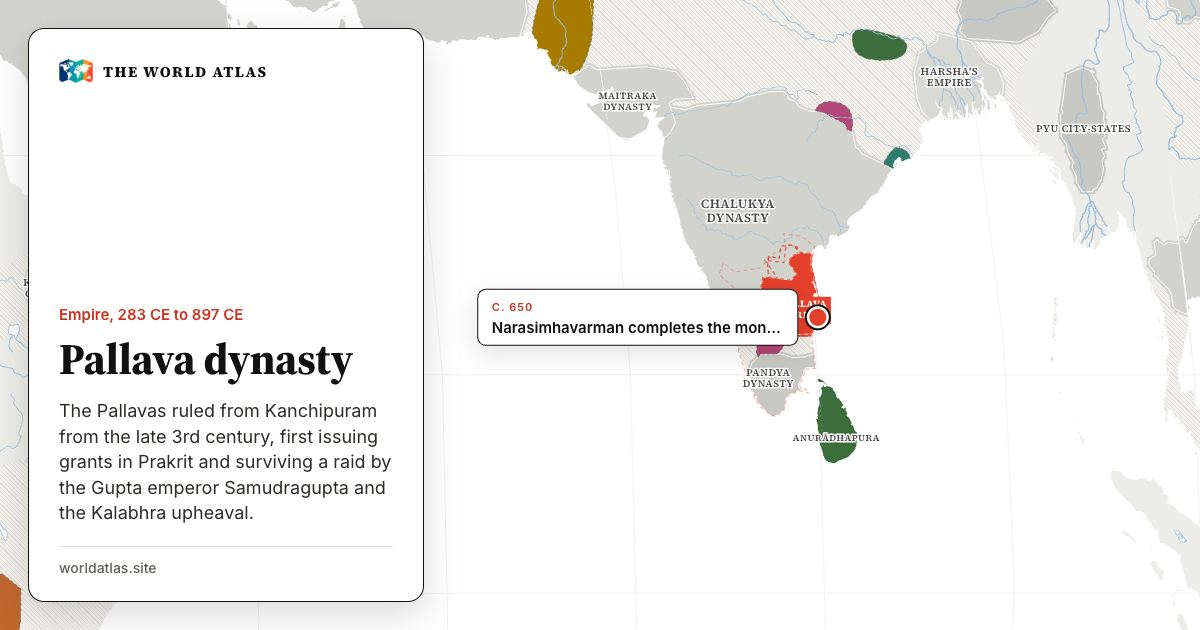 THE WORLD ATLAS
Empire, 283 CE to 897 CE
Pallava dynasty
The Pallavas ruled from Kanchipuram
from the late 3rd century, first issuing
grants in Prakrit and surviving a raid by
the Gupta emperor Samudragupta and
the Kalabhra upheaval.
worldatlas.site
MAITRAKA
DYNASTY
HARSHA'S
EMPIRE
PYU CITY-STATES
CHALUKYA
DYNASTY
C. 650
Narasimhavarman completes the mon...
PANDYA
DYNASTY
ANURĀDHAPURA